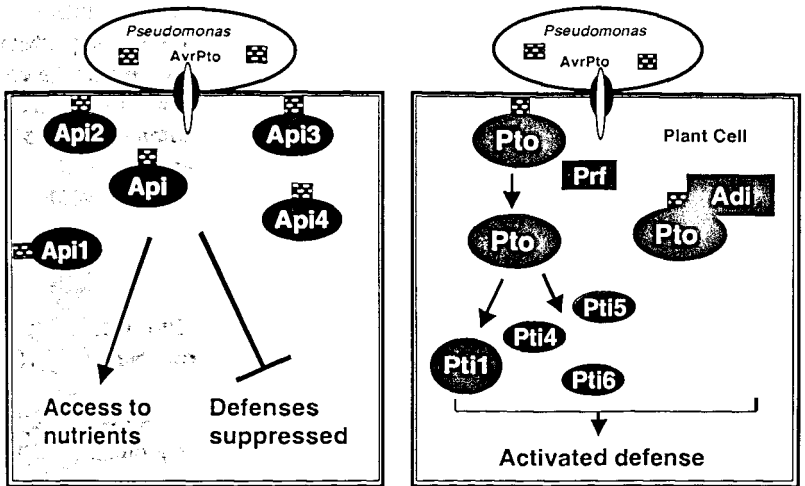 Pseudomonas
AvrPto
Api2
Api3
Api
Api4
Api1
Access to
nutrients
Defenses
suppressed
Pseudomonas
AvrPto
Pto
Plant Cell
Prf
Adi
Pto
Pto
Pti5
Pti4
Pti1
Pti6
Activated defense